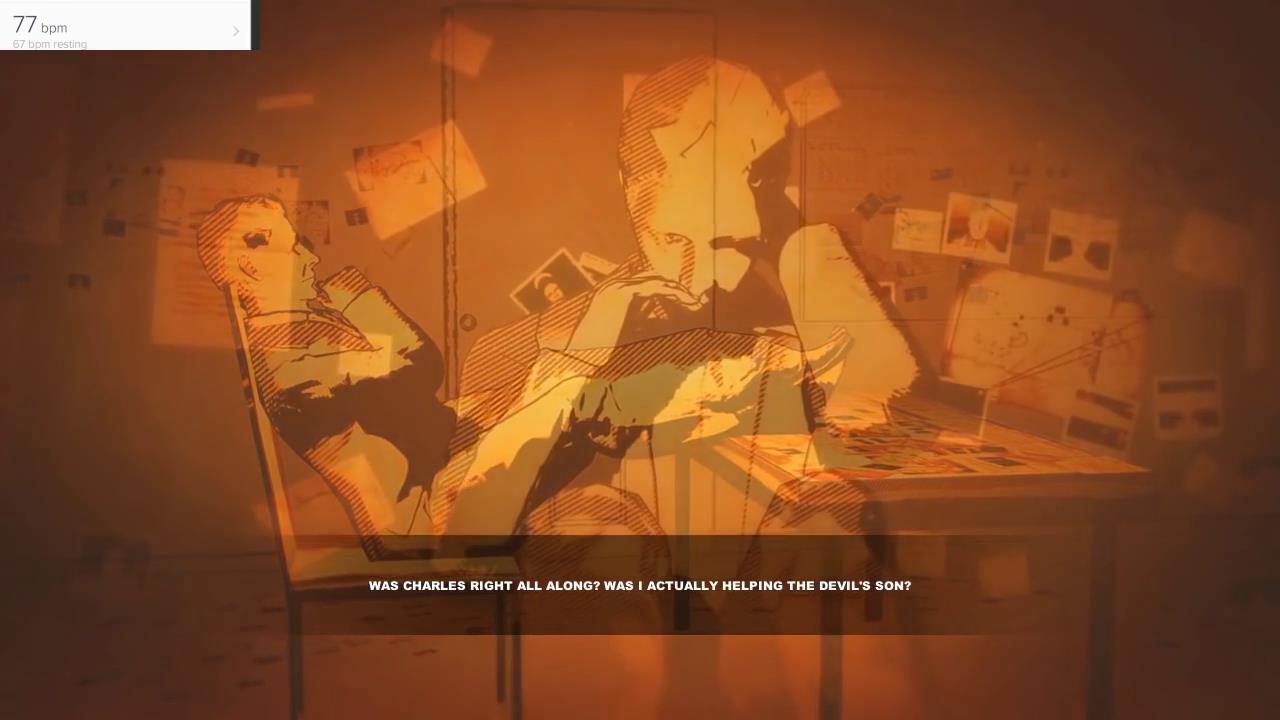 77 bpm
67 bpm resting
WAS CHARLES RIGHT ALL ALONG? WAS I ACTUALLY HELPING THE DEVIL'S SON?